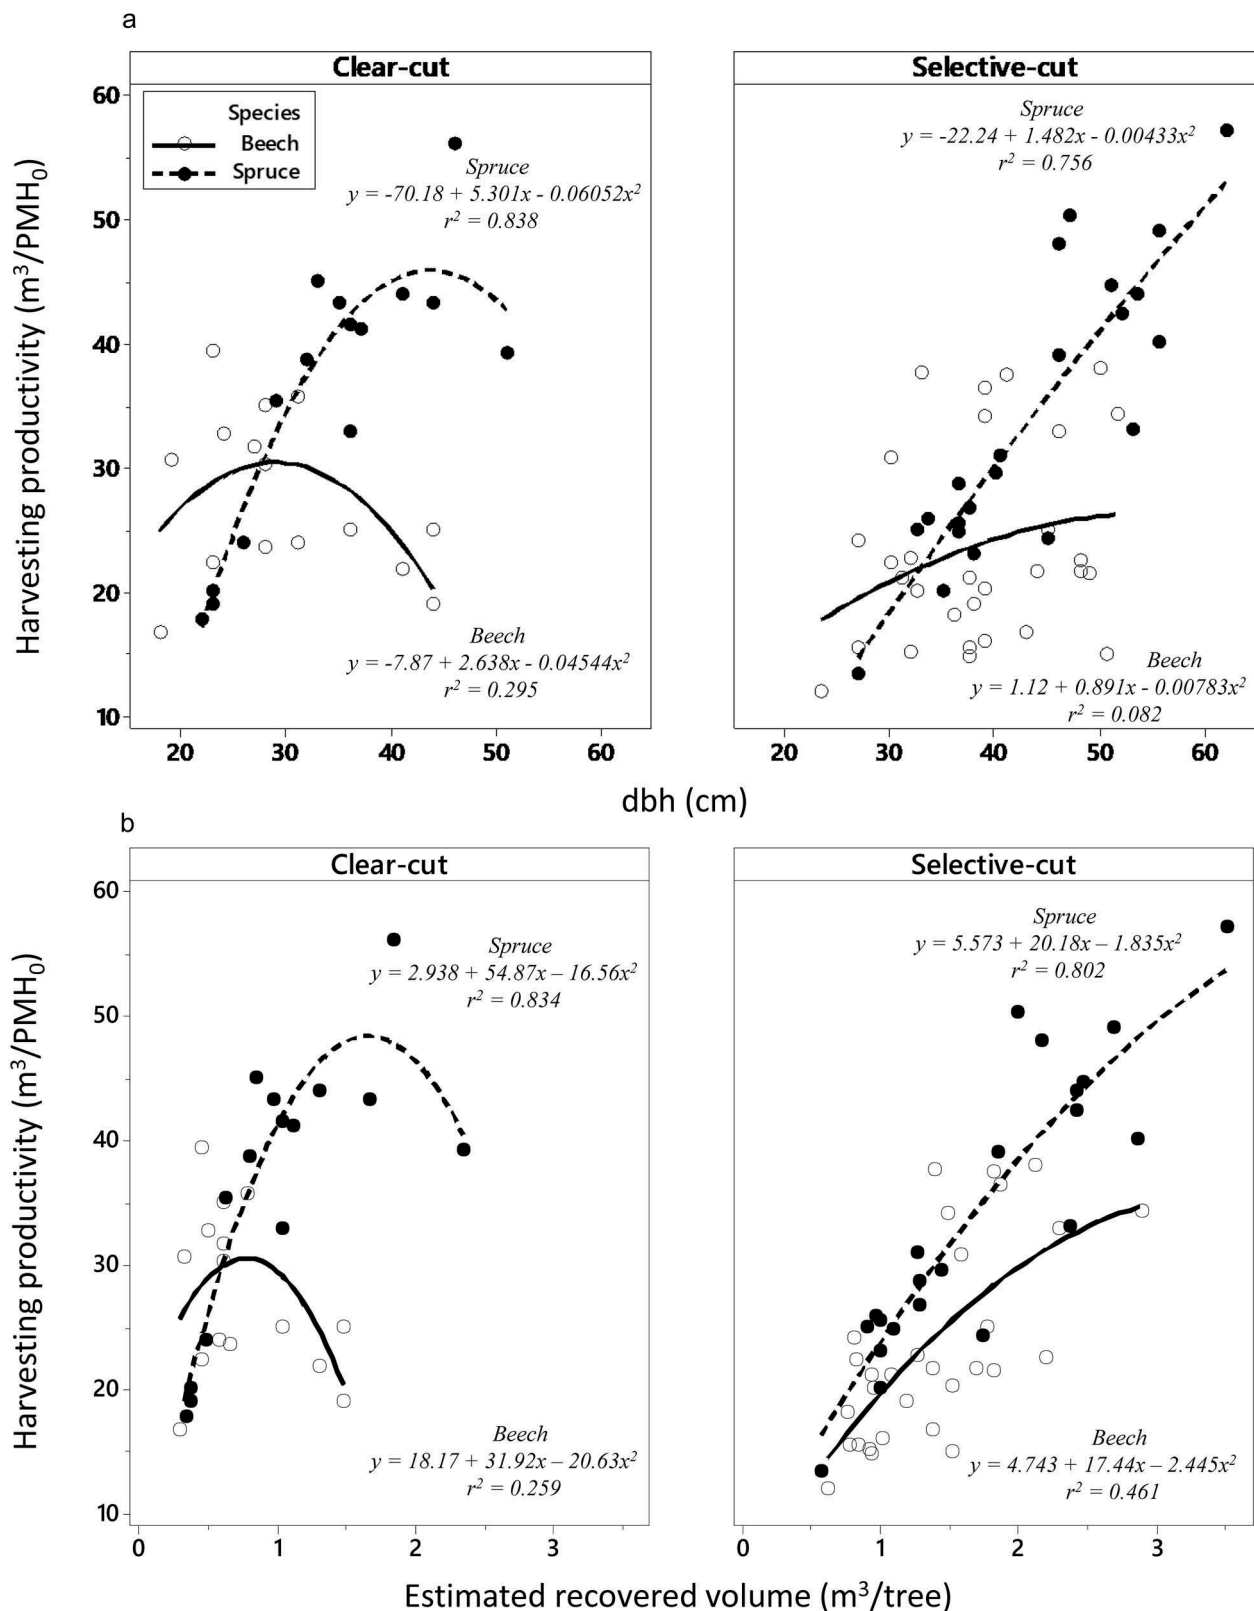 a
Clear-cut
Selective-cut
Species
Beech
Spruce
Spruce
y = -70.18 + 5.301x - 0.06052x²
r² = 0.838
Beech
y = -7.87 + 2.638x - 0.04544x²
r² = 0.295
Spruce
y = -22.24 + 1.482x - 0.00433x²
r² = 0.756
Beech
y = 1.12 + 0.891x - 0.00783x²
r² = 0.082
Harvesting productivity (m³/PMH₀)
60
50
40
30
20
10
20 30 40 50 60
20 30 40 50 60
dbh (cm)
b
Clear-cut
Selective-cut
Spruce
y = 2.938 + 54.87x – 16.56x²
r² = 0.834
Beech
y = 18.17 + 31.92x – 20.63x²
r² = 0.259
Spruce
y = 5.573 + 20.18x – 1.835x²
r² = 0.802
Beech
y = 4.743 + 17.44x – 2.445x²
r² = 0.461
Harvesting productivity (m³/PMH₀)
60
50
40
30
20
10
0 1 2 3
0 1 2 3
Estimated recovered volume (m³/tree)